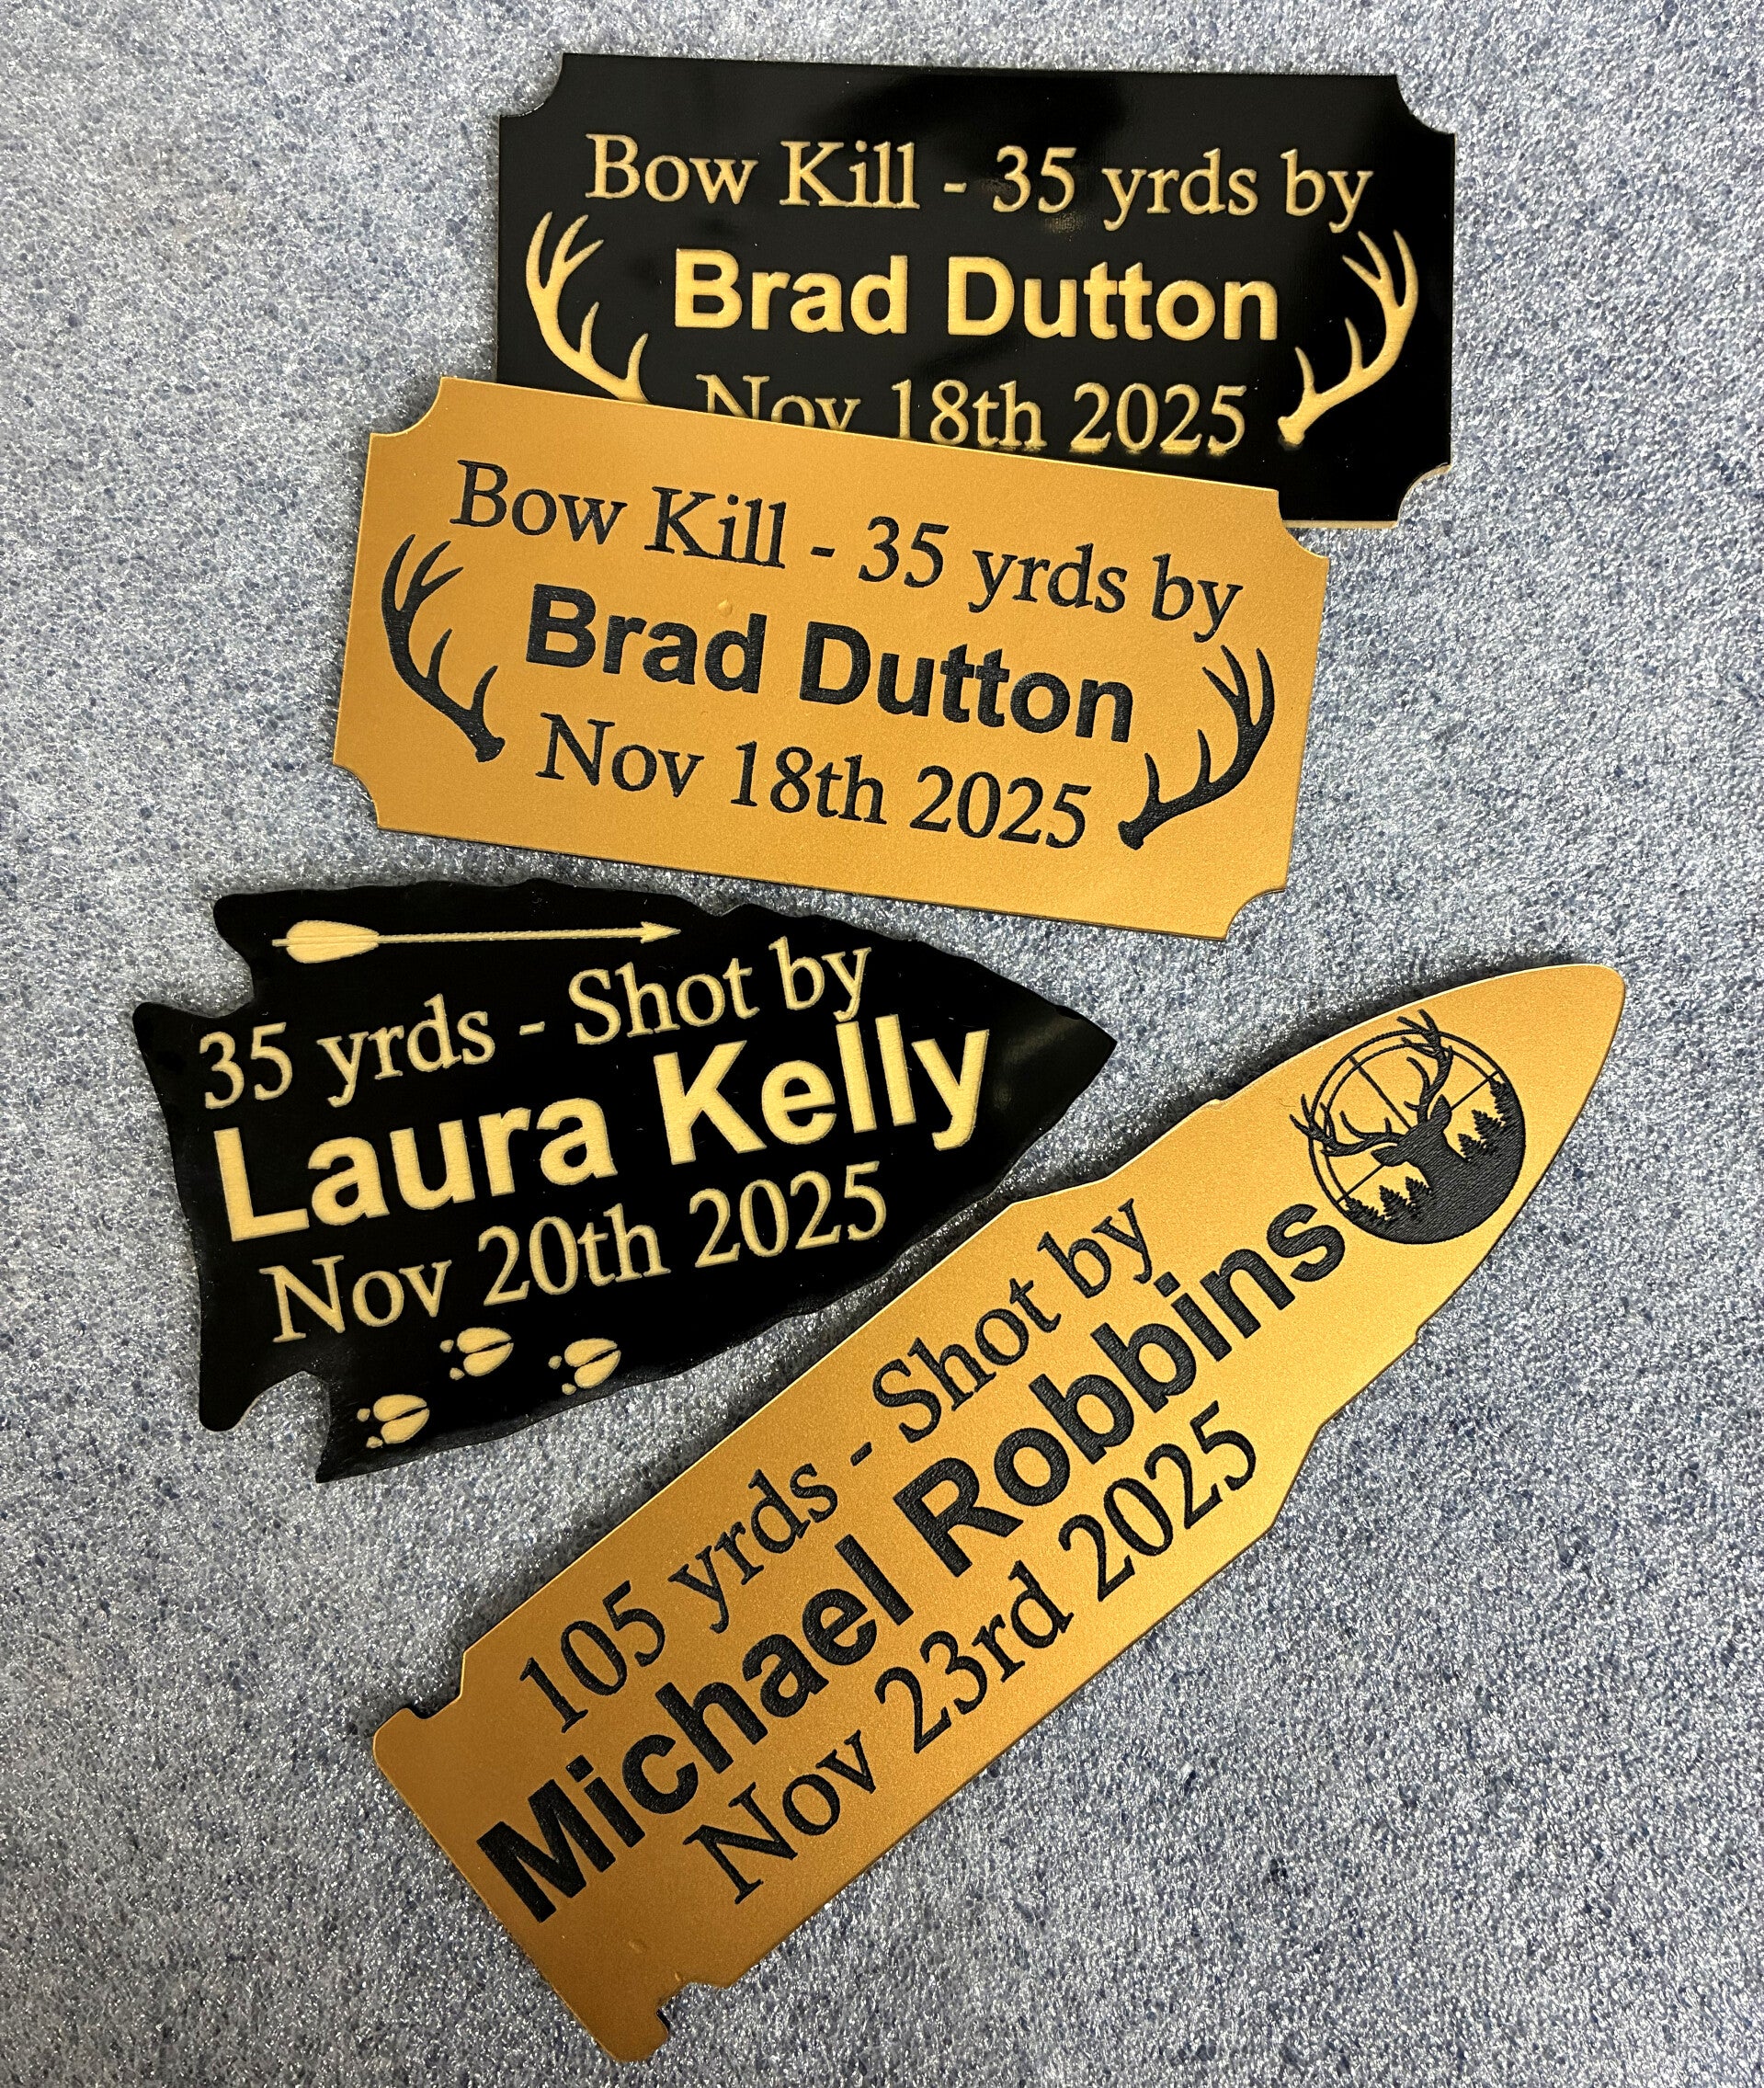 Bow Kill - 35 yrds by
Brad Dutton
Nov 18th 2025
Bow Kill - 35 yrds by
Brad Dutton
Nov 18th 2025
35 yrds - Shot by
Laura Kelly
Nov 20th 2025
105 yrds - Shot by
Michael Robbins
Nov 23rd 2025